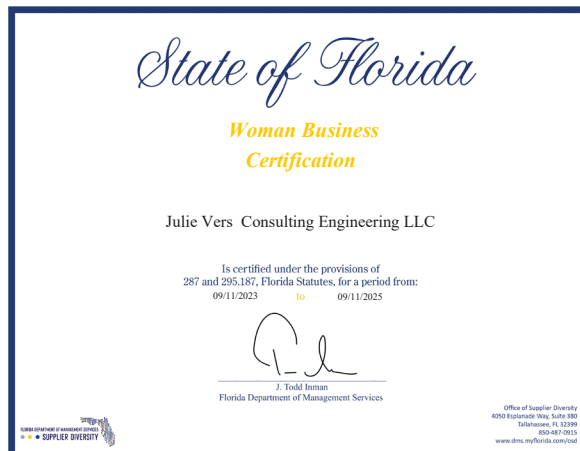 State of Florida
Woman Business
Certification
Julie Vers Consulting Engineering LLC
Is certified under the provisions of
287 and 295.187, Florida Statutes, for a period from:
09/11/2023 to 09/11/2025
J. Todd Inman
Florida Department of Management Services
FLORIDA DEPARTMENT OF MANAGEMENT SERVICES
SUPPLIER DIVERSITY
Office of Supplier Diversity
4050 Esplanade Way, Suite 380
Tallahassee, FL 32399
850-487-0915
www.dms.myflorida.com/osd